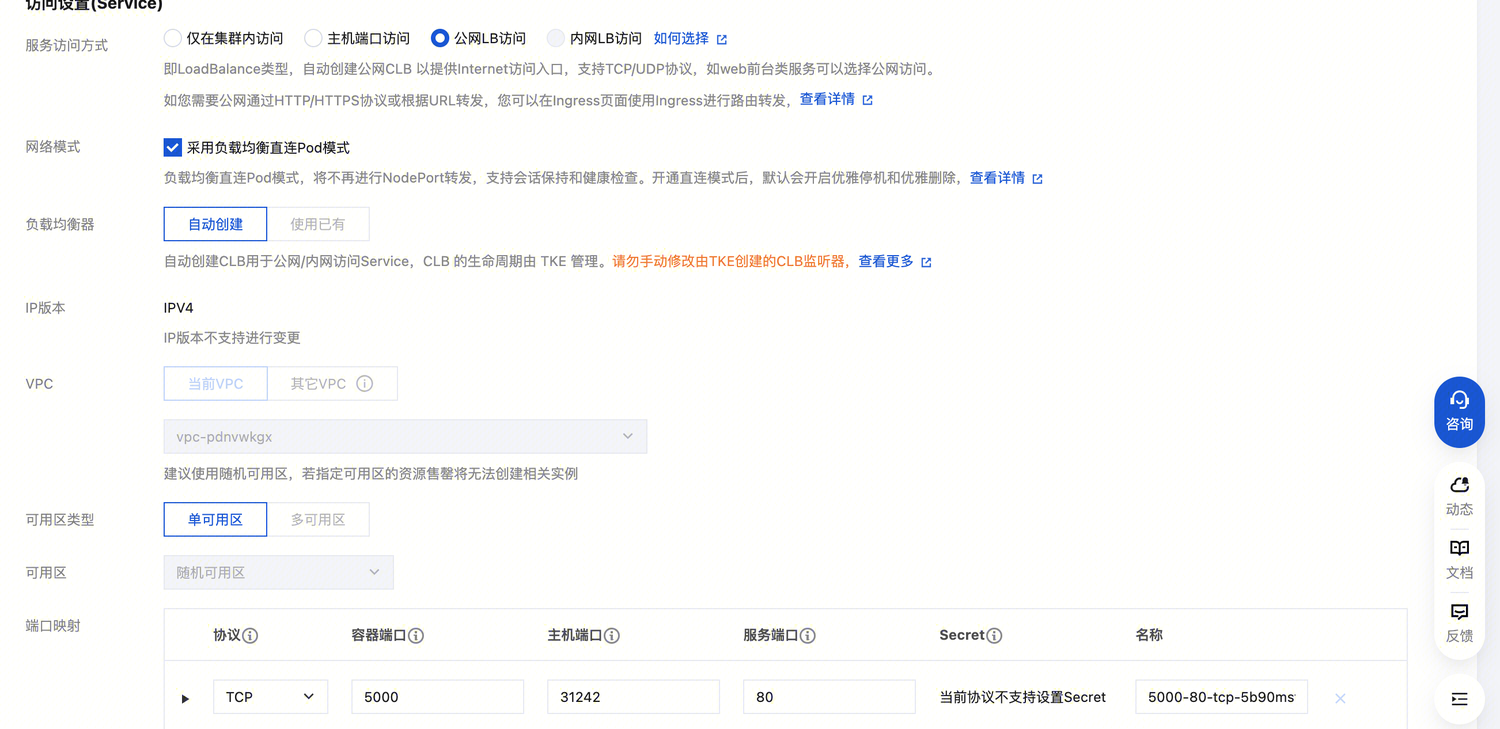 访问设置(Service)
服务访问方式
仅在集群内访问 主机端口访问 公网LB访问 内网LB访问 如何选择
即LoadBalance类型，自动创建公网CLB 以提供Internet访问入口，支持TCP/UDP协议，如web前台类服务可以选择公网访问。
如您需要公网通过HTTP/HTTPS协议或根据URL转发，您可以在Ingress页面使用Ingress进行路由转发，查看详情
网络模式
采用负载均衡直连Pod模式
负载均衡直连Pod模式，将不再进行NodePort转发，支持会话保持和健康检查。开通直连模式后，默认会开启优雅停机和优雅删除，查看详情
负载均衡器
自动创建 使用已有
自动创建CLB用于公网/内网访问Service，CLB 的生命周期由 TKE 管理。请勿手动修改由TKE创建的CLB监听器，查看更多
IP版本
IPV4
IP版本不支持进行变更
VPC
当前VPC 其它VPC
vpc-pdnvwkgx
建议使用随机可用区，若指定可用区的资源售罄将无法创建相关实例
可用区类型
单可用区 多可用区
可用区
随机可用区
端口映射
协议 容器端口 主机端口 服务端口 Secret 名称
TCP 5000 31242 80 当前协议不支持设置Secret 5000-80-tcp-5b90ms
咨询
动态
文档
反馈